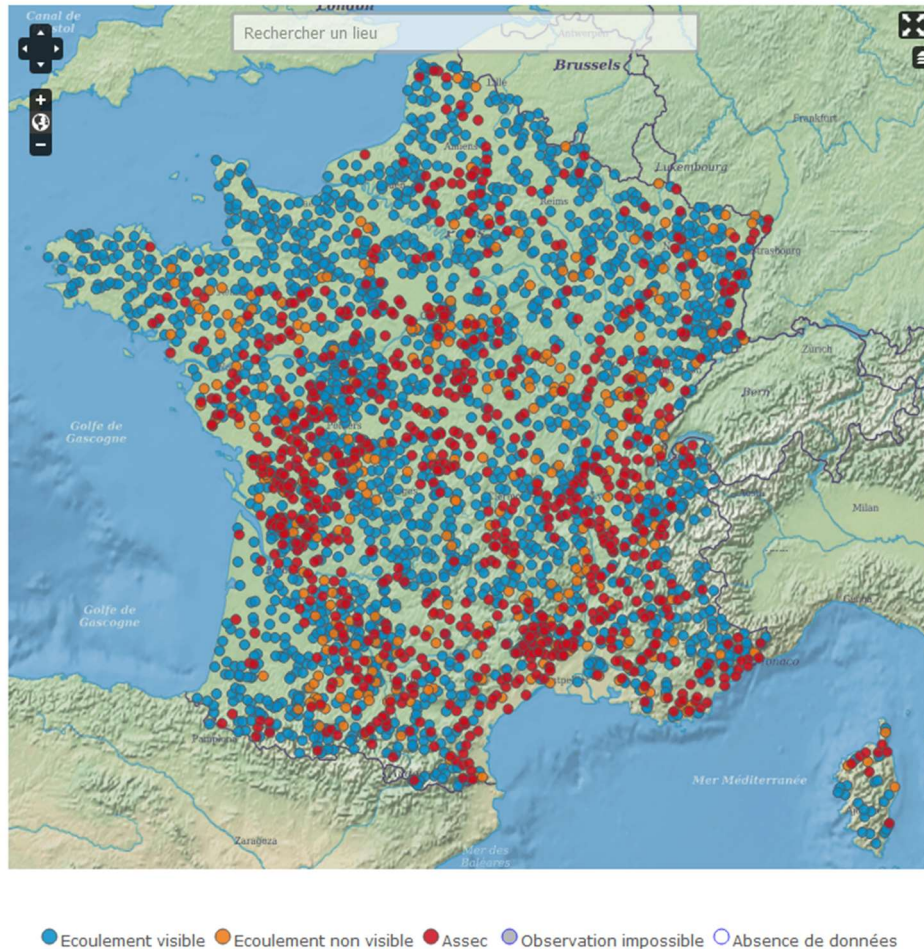 London
Canal de
Rechercher un lieu
Antwerpen
Brussels
Lille
Frankfurt
Amiens
Luxembourg
Reims
Strasbourg
Zürich
Bern
Golfe de
Gascogne
Milan
Golfe de
Gascogne
Monaco
Mer Méditerranée
Zaragoza
Mer des
Baléares
Ecoulement visible Ecoulement non visible Assec Observation impossible Absence de données